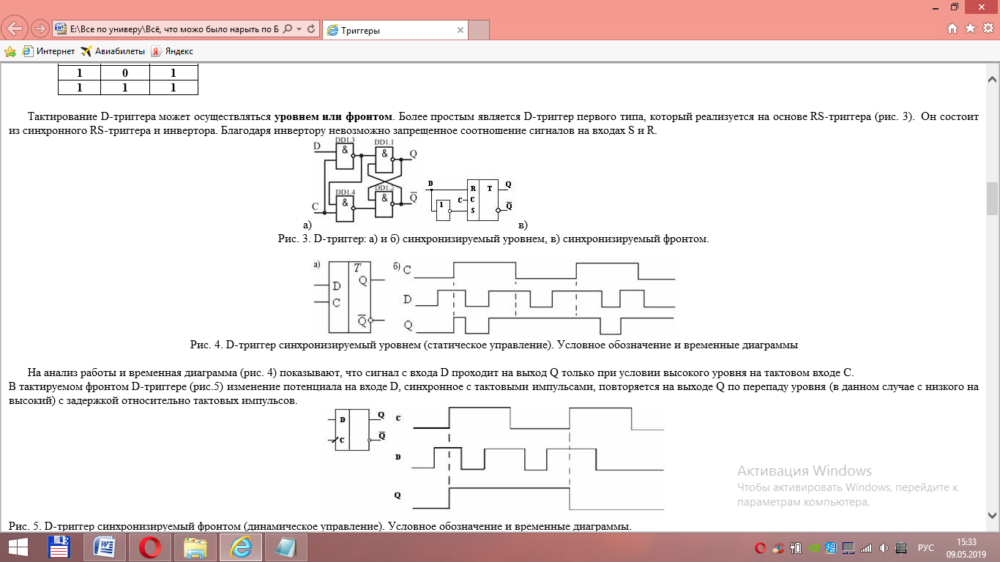 E:\Все по универу\Всё, что можо было нарыть по Б
Триггеры
Интернет Авиабилеты Яндекс
1 0 1
1 1 1
Тактирование D-триггера может осуществляться уровнем или фронтом. Более простым является D-триггер первого типа, который реализуется на основе RS-триггера (рис. 3). Он состоит
из синхронного RS-триггера и инвертора. Благодаря инвертору невозможно запрещенное соотношение сигналов на входах S и R.
DD1.3 DD1.1
D & & Q
DD1.4 DD1.2
C & & Q
D R T Q
1 C C
S Q
а) в)
Рис. 3. D-триггер: а) и б) синхронизируемый уровнем, в) синхронизируемый фронтом.
а) T б) C
Q
D D
C
Q Q
Рис. 4. D-триггер синхронизируемый уровнем (статическое управление). Условное обозначение и временные диаграммы
На анализ работы и временная диаграмма (рис. 4) показывают, что сигнал с входа D проходит на выход Q только при условии высокого уровня на тактовом входе С.
В тактируемом фронтом D-триггере (рис.5) изменение потенциала на входе D, синхронное с тактовыми импульсами, повторяется на выходе Q по перепаду уровня (в данном случае с низкого на
высокий) с задержкой относительно тактовых импульсов.
D Q C
C Q
D
Q
Активация Windows
Чтобы активировать Windows, перейдите к
параметрам компьютера.
Рис. 5. D-триггер синхронизируемый фронтом (динамическое управление). Условное обозначение и временные диаграммы.
РУС
15:33
09.05.2019